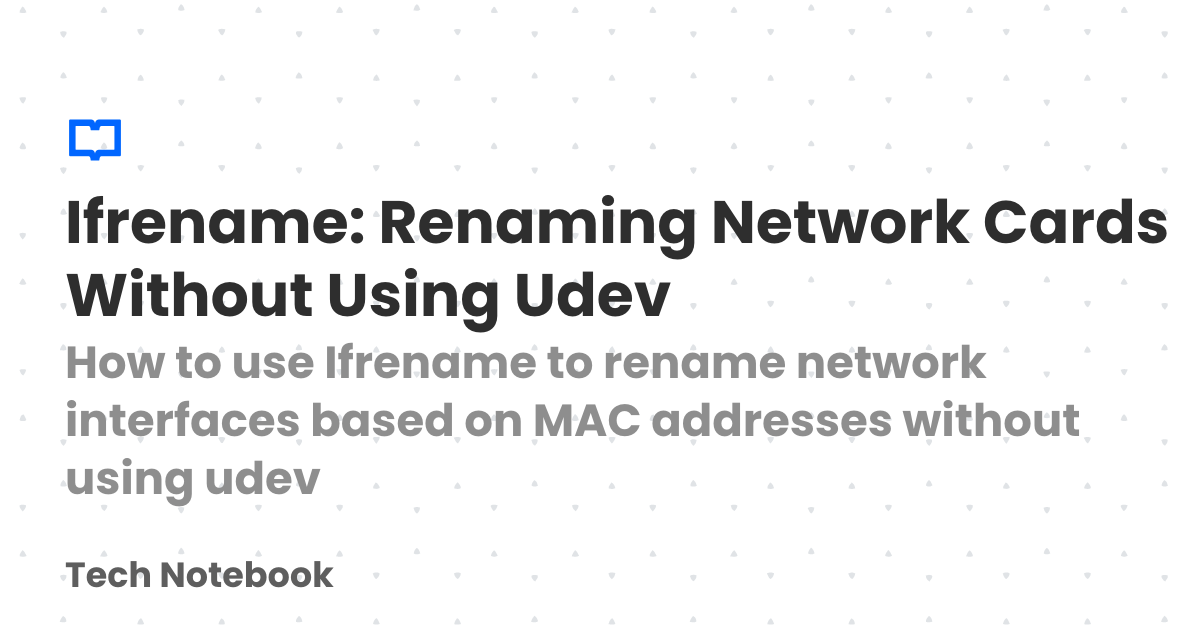 Ifrename: Renaming Network Cards
Without Using Udev
How to use Ifrename to rename network
interfaces based on MAC addresses without
using udev
Tech Notebook